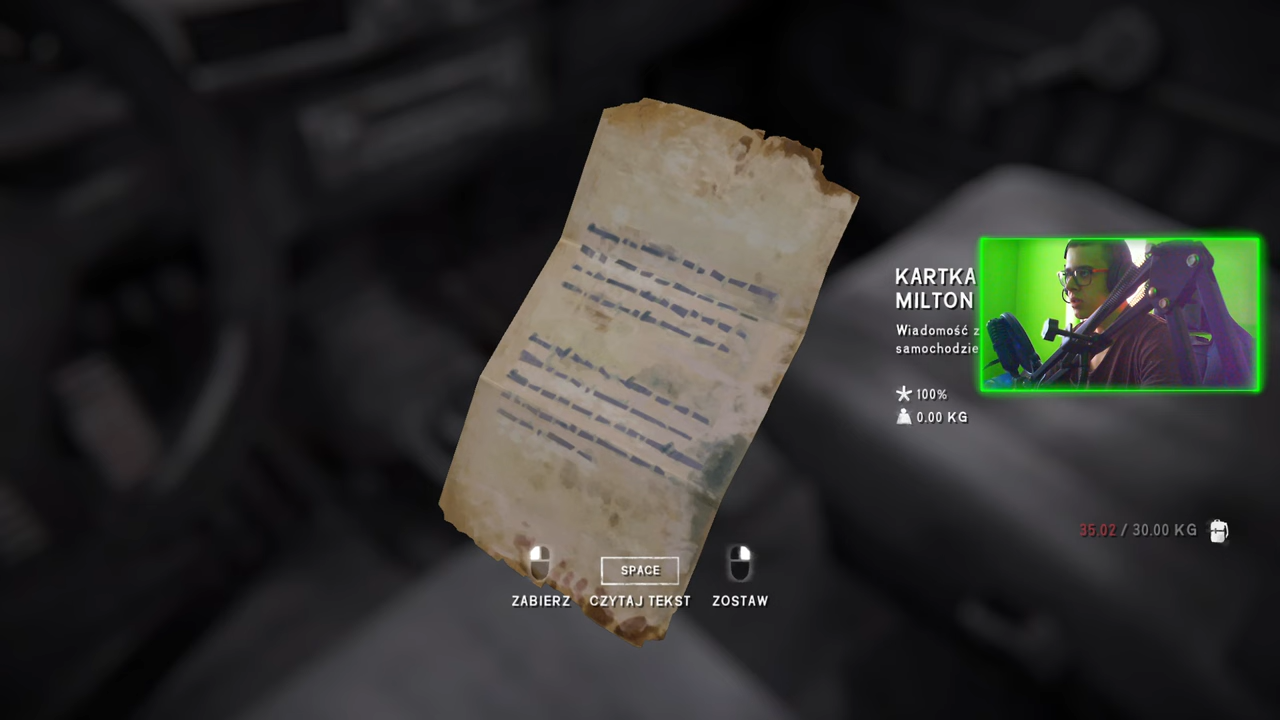 KARTKA
MILTON
Wiadomość z
samochodzie
100%
0.00 KG
35.02 / 30.00 KG
SPACE
ZABIERZ CZYTAJ TEKST ZOSTAW